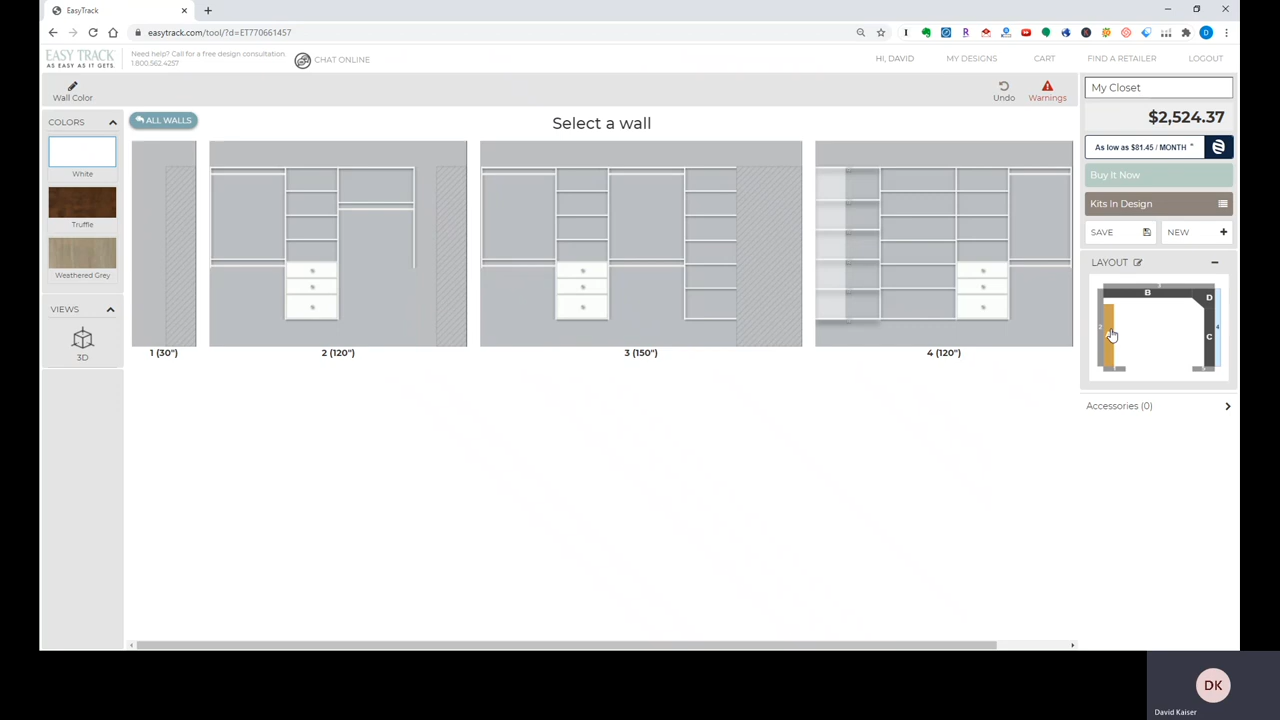 EasyTrack
easytrack.com/tool/?d=ET770661457
EASY TRACK
AS EASY AS IT GETS.
Need help? Call for a free design consultation
1 800.562.4257
CHAT ONLINE
HI, DAVID
MY DESIGNS
CART
FIND A RETAILER
LOGOUT
Wall Color
Undo
Warnings
My Closet
$2,524.37
As low as $81.45 / MONTH *
Buy It Now
Kits In Design
SAVE
NEW
LAYOUT
B
D
C
2
4
Accessories (0)
COLORS
White
Truffle
Weathered Grey
VIEWS
3D
ALL WALLS
Select a wall
1 (30")
2 (120")
3 (150")
4 (120")
DK
David Kaiser